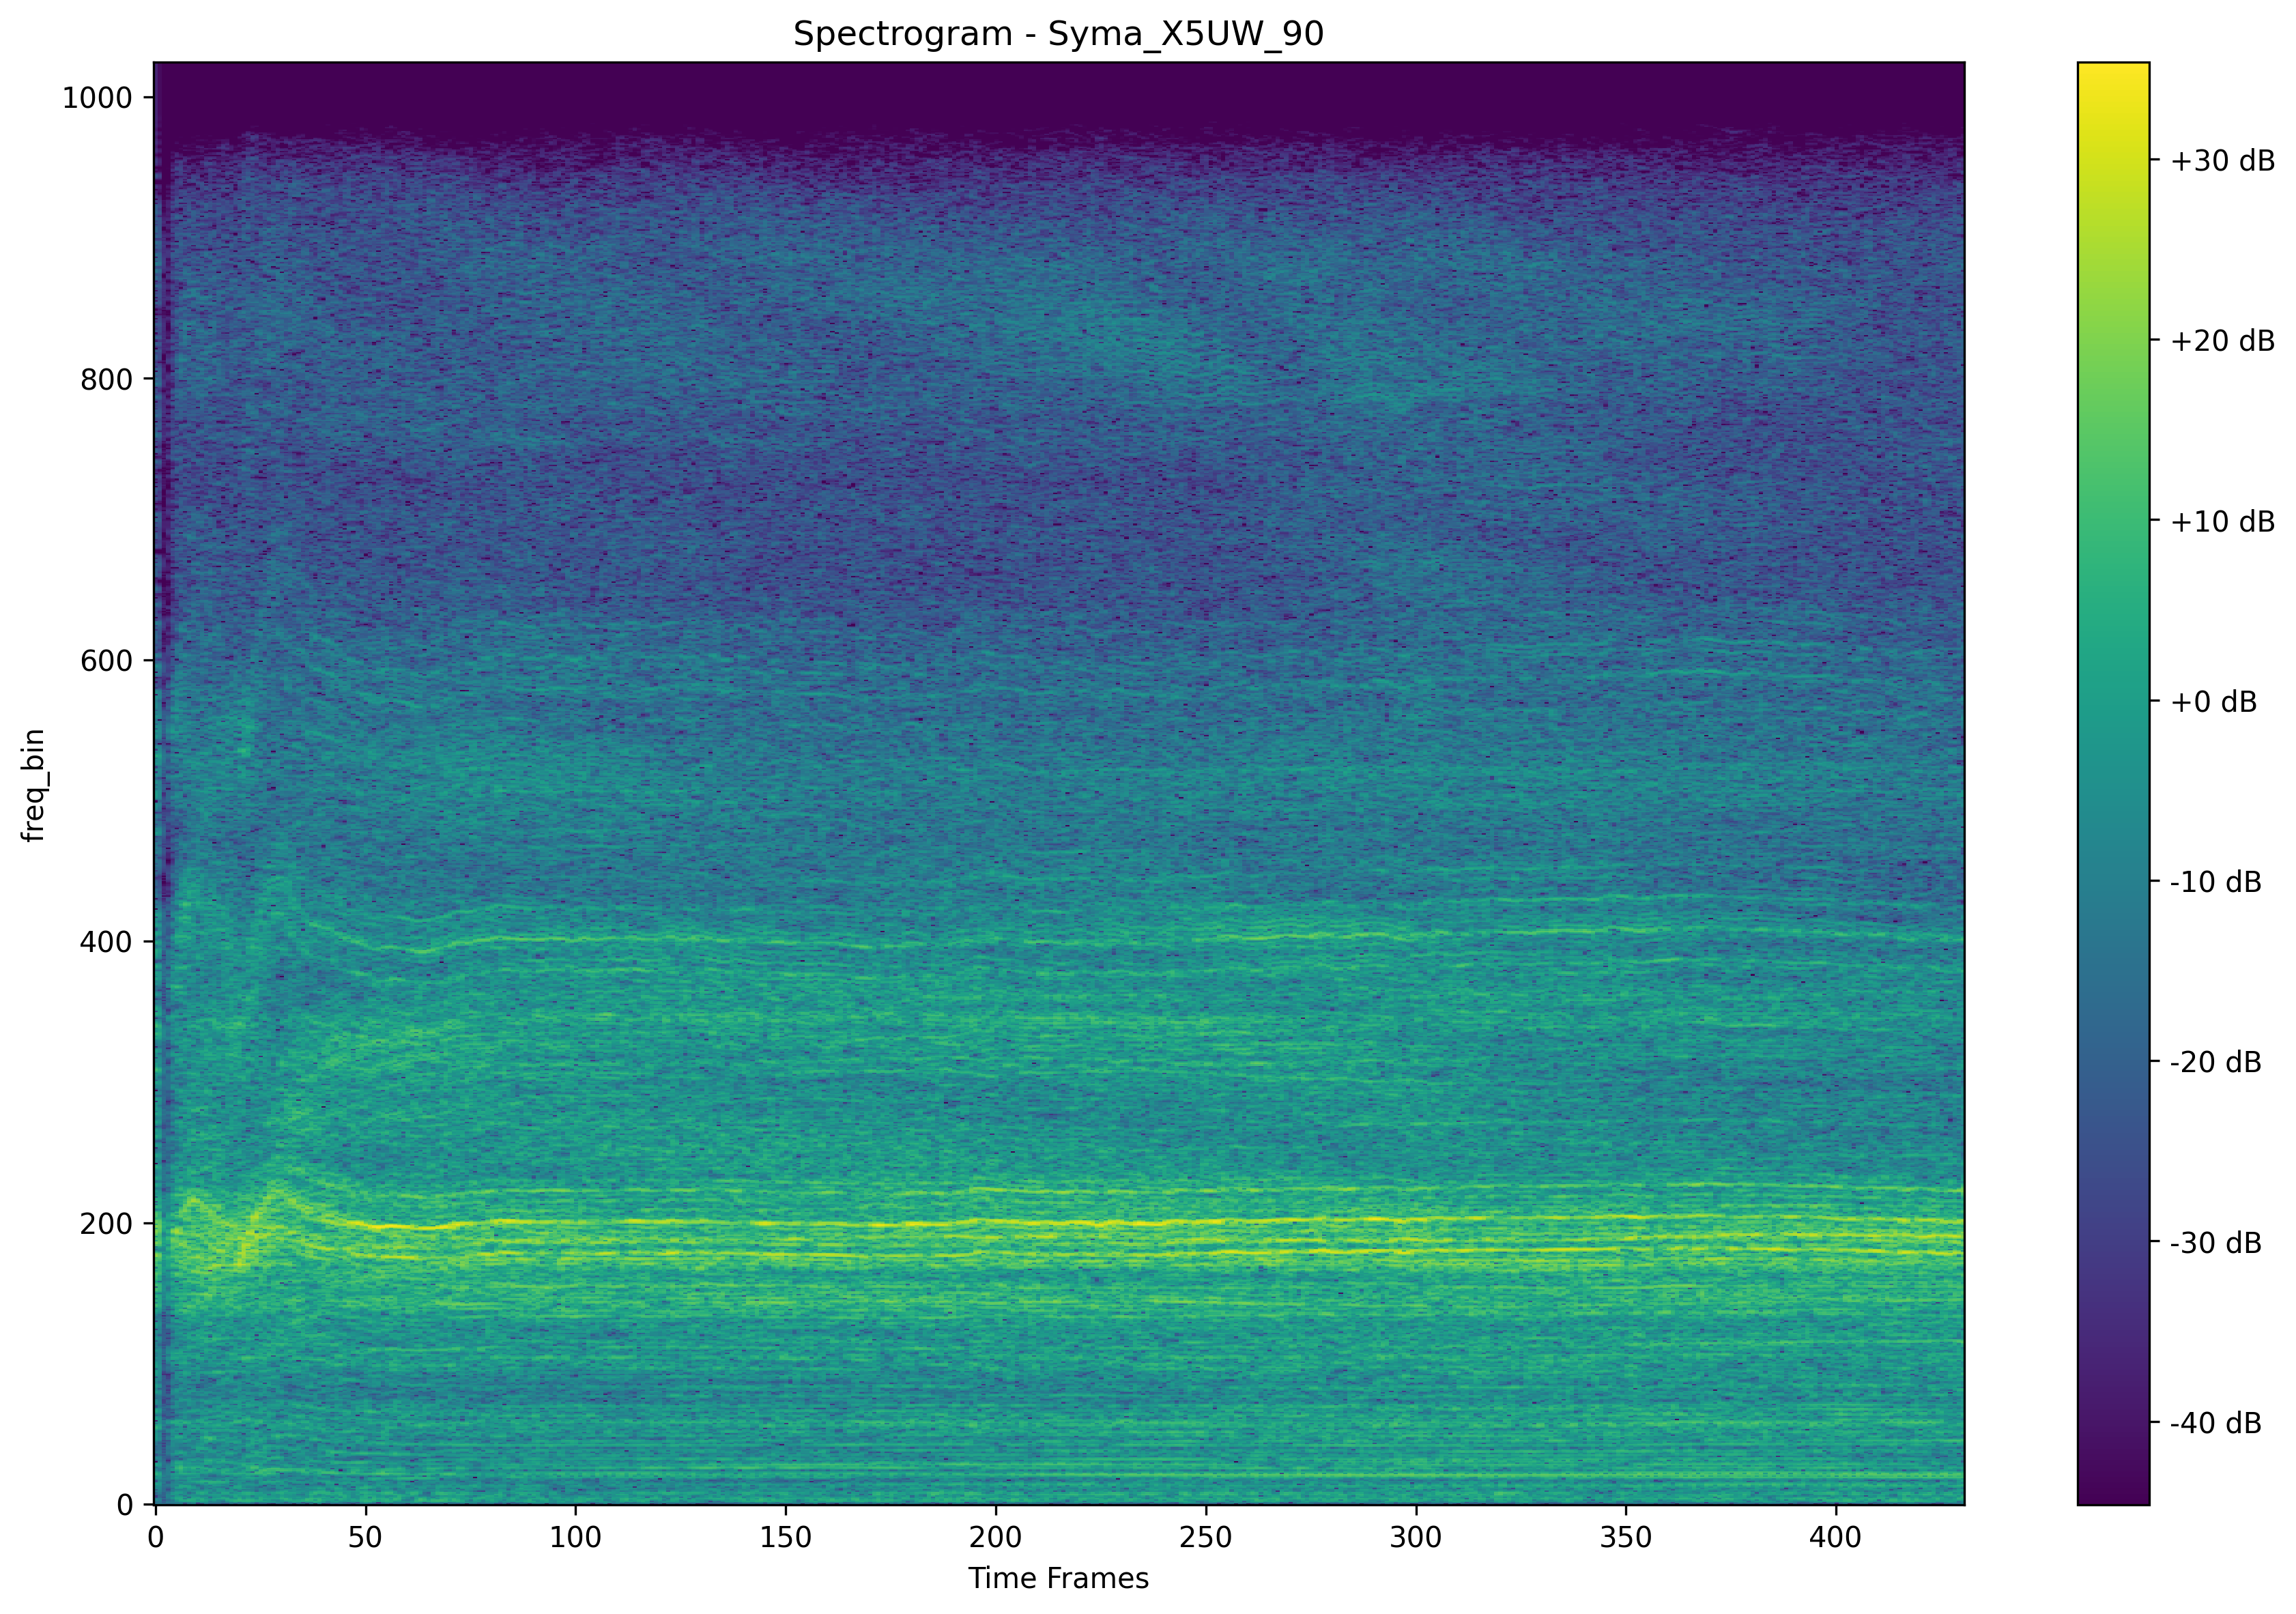 Spectrogram - Syma_X5UW_90
freq_bin
1000
800
600
400
200
0
0 50 100 150 200 250 300 350 400
Time Frames
+30 dB
+20 dB
+10 dB
+0 dB
-10 dB
-20 dB
-30 dB
-40 dB